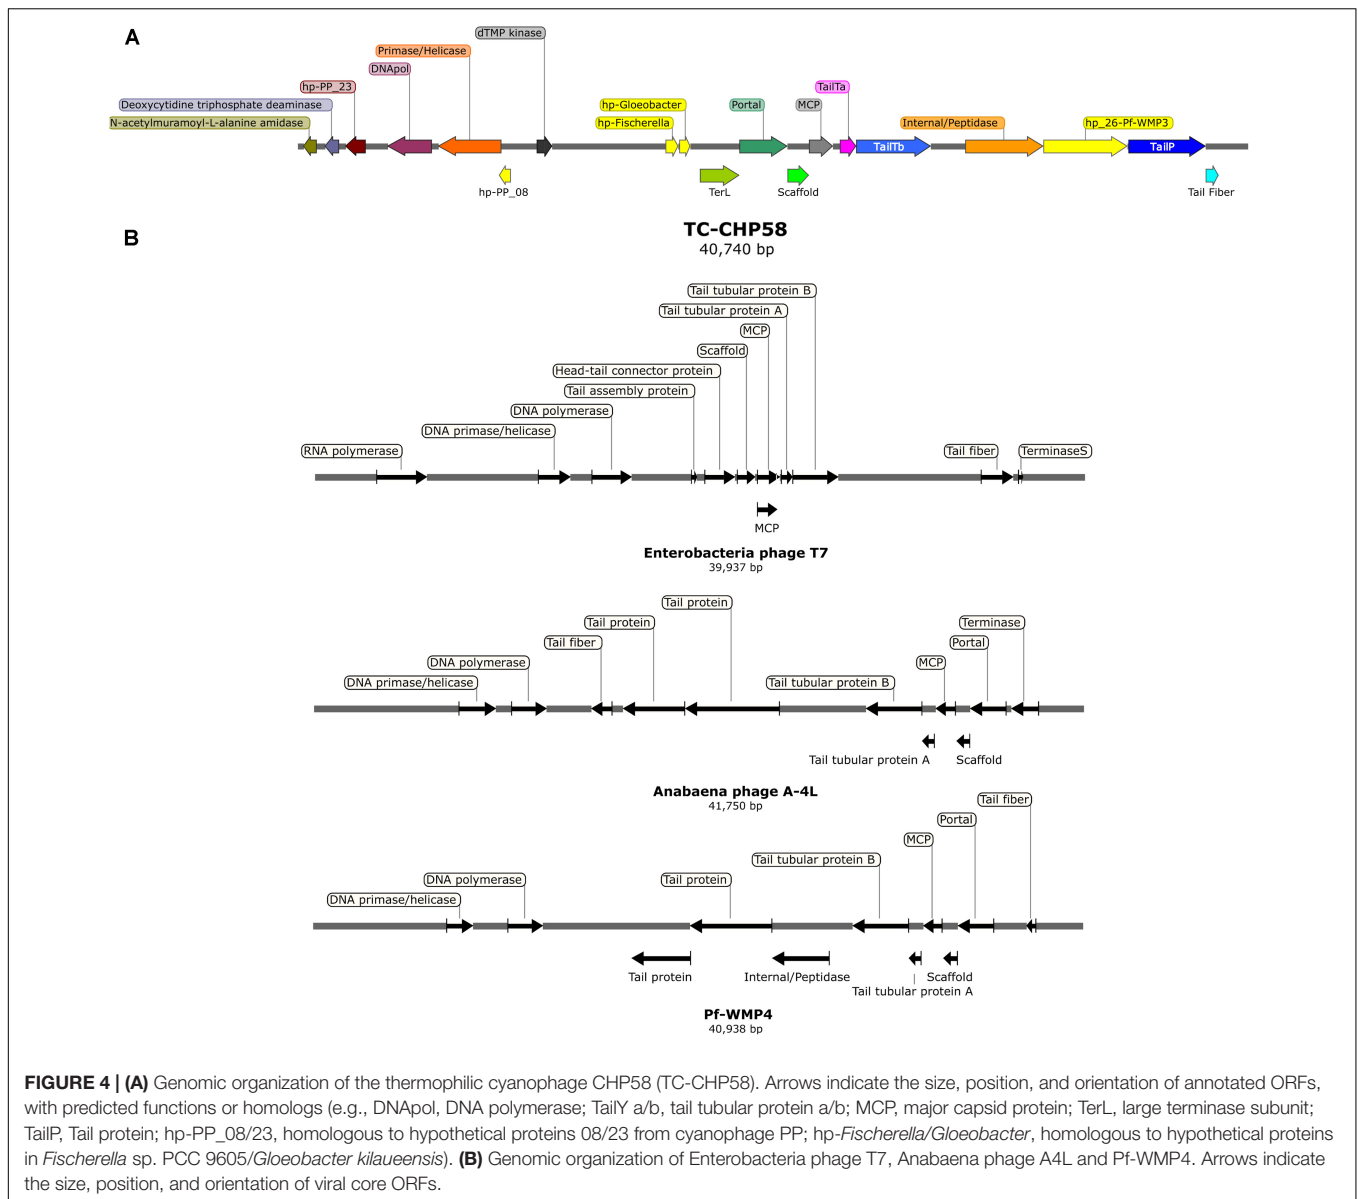 A
dTMP kinase
Primase/Helicase
DNApol
hp-PP_23
TailTa
Deoxycytidine triphosphate deaminase
hp-Gloeobacter
Portal
MCP
N-acetylmuramoyl-L-alanine amidase
hp-Fischerella
Internal/Peptidase
hp_26-Pf-WMP3
TailTb
TailP
hp-PP_08
TerL
Scaffold
Tail Fiber
TC-CHP58
40,740 bp
B
Tail tubular protein B
Tail tubular protein A
MCP
Scaffold
Head-tail connector protein
Tail assembly protein
DNA polymerase
DNA primase/helicase
RNA polymerase
Tail fiber
TerminaseS
MCP
Enterobacteria phage T7
39,937 bp
Tail protein
Tail protein
Terminase
Tail fiber
Portal
DNA polymerase
MCP
DNA primase/helicase
Tail tubular protein B
Tail tubular protein A
Scaffold
Anabaena phage A-4L
41,750 bp
Tail fiber
Portal
MCP
Tail tubular protein B
DNA polymerase
Tail protein
DNA primase/helicase
Tail protein
Internal/Peptidase
Scaffold
Tail tubular protein A
Pf-WMP4
40,938 bp
FIGURE 4 | (A) Genomic organization of the thermophilic cyanophage CHP58 (TC-CHP58). Arrows indicate the size, position, and orientation of annotated ORFs,
with predicted functions or homologs (e.g., DNApol, DNA polymerase; TailY a/b, tail tubular protein a/b; MCP, major capsid protein; TerL, large terminase subunit;
TailP, Tail protein; hp-PP_08/23, homologous to hypothetical proteins 08/23 from cyanophage PP; hp-Fischerella/Gloeobacter, homologous to hypothetical proteins
in Fischerella sp. PCC 9605/Gloeobacter kilaueensis). (B) Genomic organization of Enterobacteria phage T7, Anabaena phage A4L and Pf-WMP4. Arrows indicate
the size, position, and orientation of viral core ORFs.